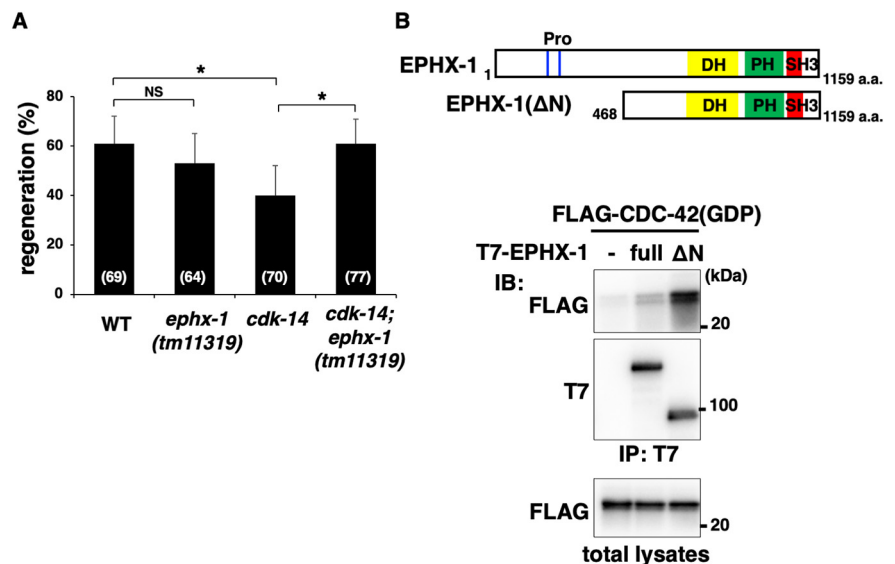 A
* 
NS
*
regeneration (%)
80
60
40
20
0
(69)
(64)
(70)
(77)
WT
ephx-1
(tm11319)
cdk-14
cdk-14;
ephx-1
(tm11319)
B
Pro
EPHX-1 1 DH PH SH3 1159 a.a.
EPHX-1(ΔN) 468 DH PH SH3 1159 a.a.
FLAG-CDC-42(GDP)
T7-EPHX-1 - full ΔN (kDa)
IB:
FLAG
20
T7
100
IP: T7
FLAG
20
total lysates